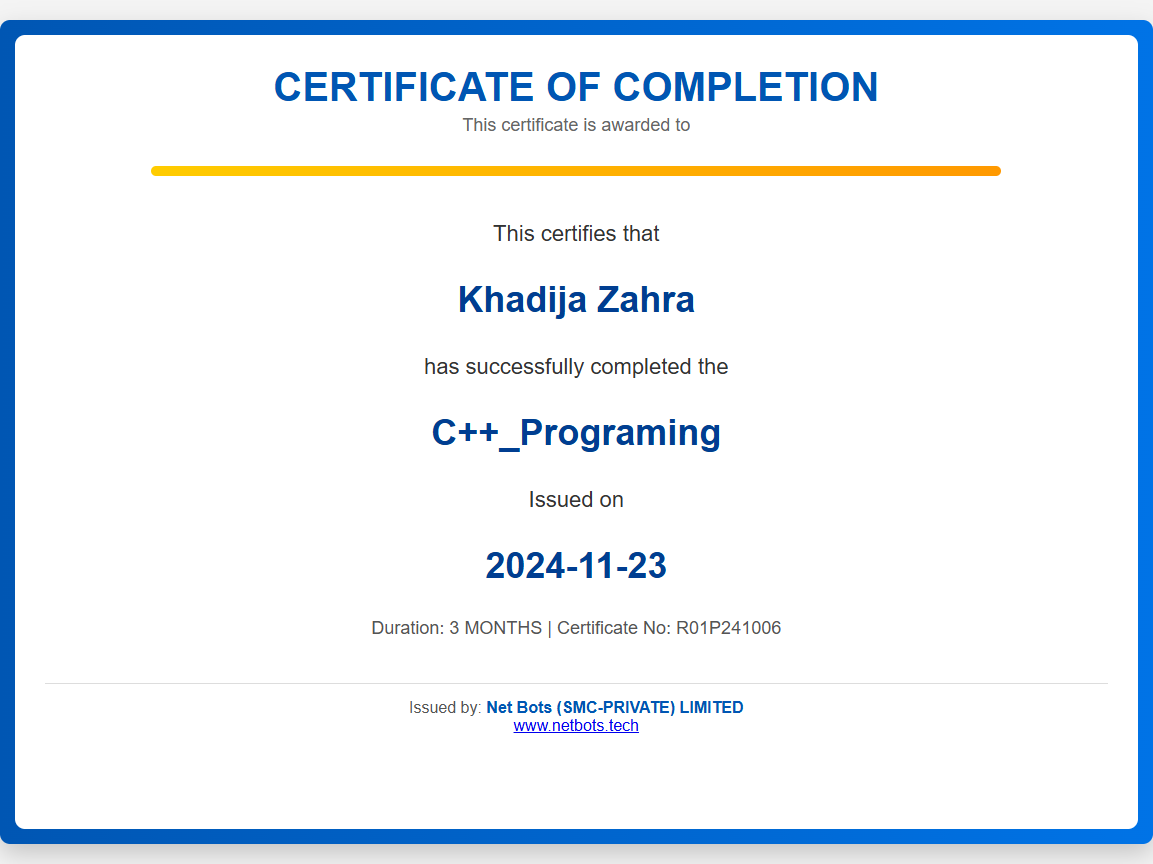 CERTIFICATE OF COMPLETION
This certificate is awarded to
This certifies that
Khadija Zahra
has successfully completed the
C++_Programing
Issued on
2024-11-23
Duration: 3 MONTHS | Certificate No: R01P241006
Issued by: Net Bots (SMC-PRIVATE) LIMITED
www.netbots.tech